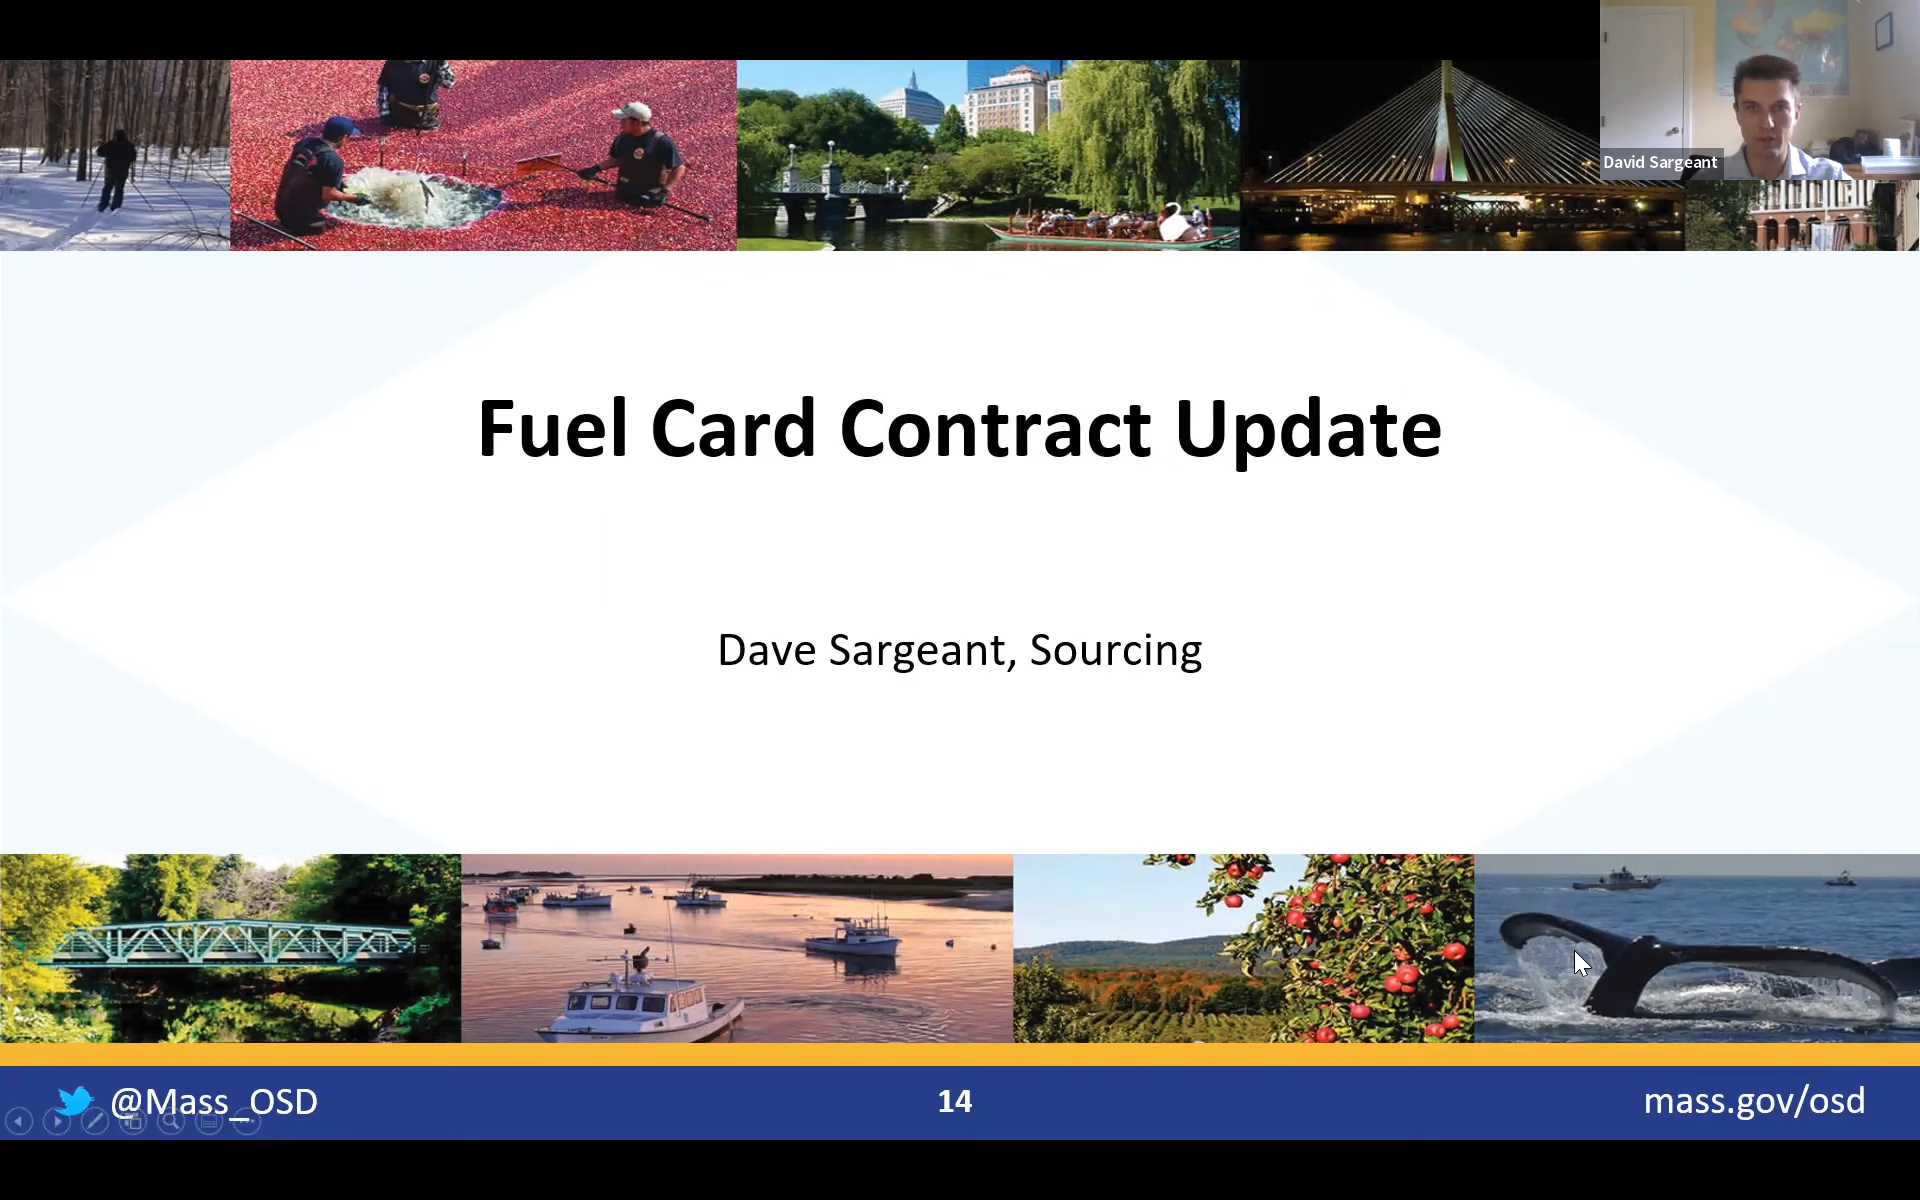 David Sargeant
Fuel Card Contract Update
Dave Sargeant, Sourcing
@Mass_OSD
14
mass.gov/osd